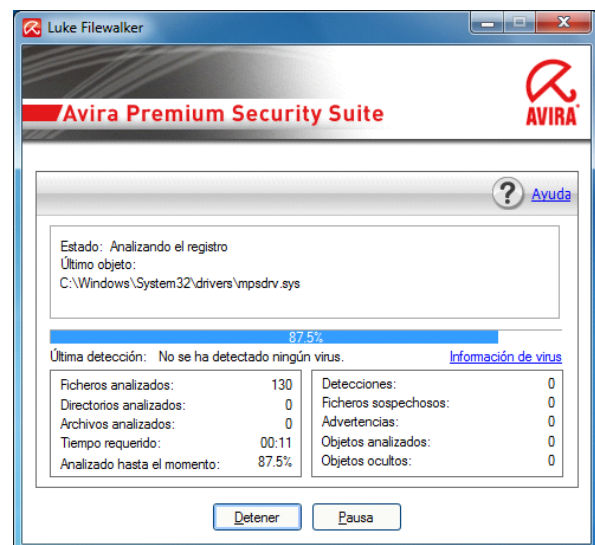 Luke Filewalker
Avira Premium Security Suite
AVIRA
? Ayuda
Estado: Analizando el registro
Último objeto:
C:\Windows\System32\drivers\mpsdrv.sys
87.5%
Última detección: No se ha detectado ningún virus. Información de virus
Ficheros analizados: 130
Directorios analizados: 0
Archivos analizados: 0
Tiempo requerido: 00:11
Analizado hasta el momento: 87.5%
Detecciones: 0
Ficheros sospechosos: 0
Advertencias: 0
Objetos analizados: 0
Objetos ocultos: 0
Detener Pausa